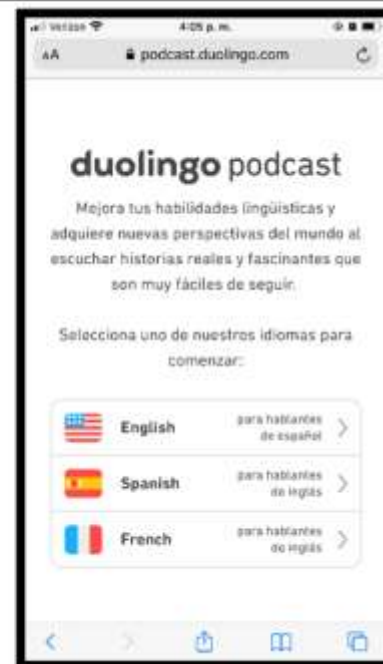 Verizon 4:05 p. m.
AA podcast.duolingo.com
duolingo podcast
Mejora tus habilidades lingüísticas y
adquiere nuevas perspectivas del mundo al
escuchar historias reales y fascinantes que
son muy fáciles de seguir.
Selecciona uno de nuestros idiomas para
comenzar:
English
para hablantes
de español
Spanish
para hablantes
de inglés
French
para hablantes
de inglés